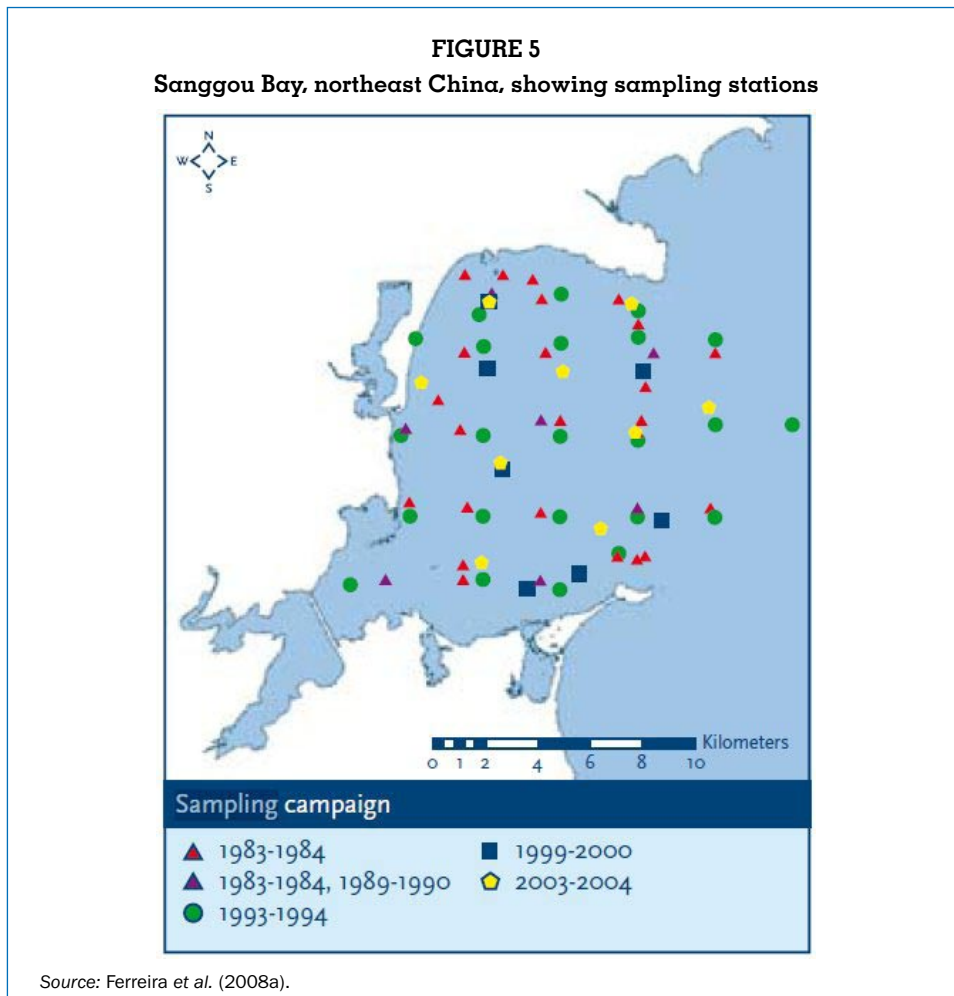 FIGURE 5
Sanggou Bay, northeast China, showing sampling stations
N
W E
S
Kilometers
0 1 2 4 6 8 10
Sampling campaign
1983-1984
1983-1984, 1989-1990
1993-1994
1999-2000
2003-2004
Source: Ferreira et al. (2008a).